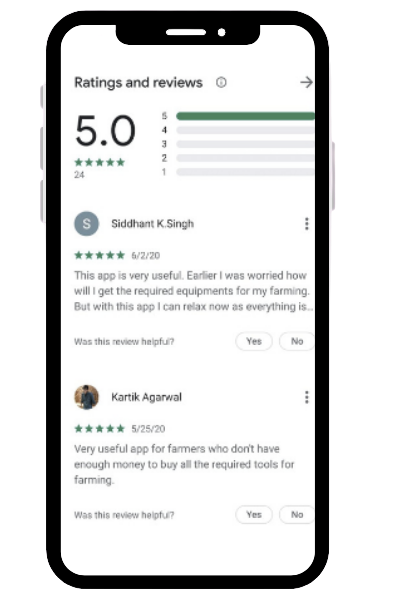 Ratings and reviews
5.0
24
5
4
3
2
1
S
Siddhant K.Singh
6/2/20
This app is very useful. Earlier I was worried how
will I get the required equipments for my farming.
But with this app I can relax now as everything is...
Was this review helpful? Yes No
Kartik Agarwal
5/25/20
Very useful app for farmers who don't have
enough money to buy all the required tools for
farming.
Was this review helpful? Yes No